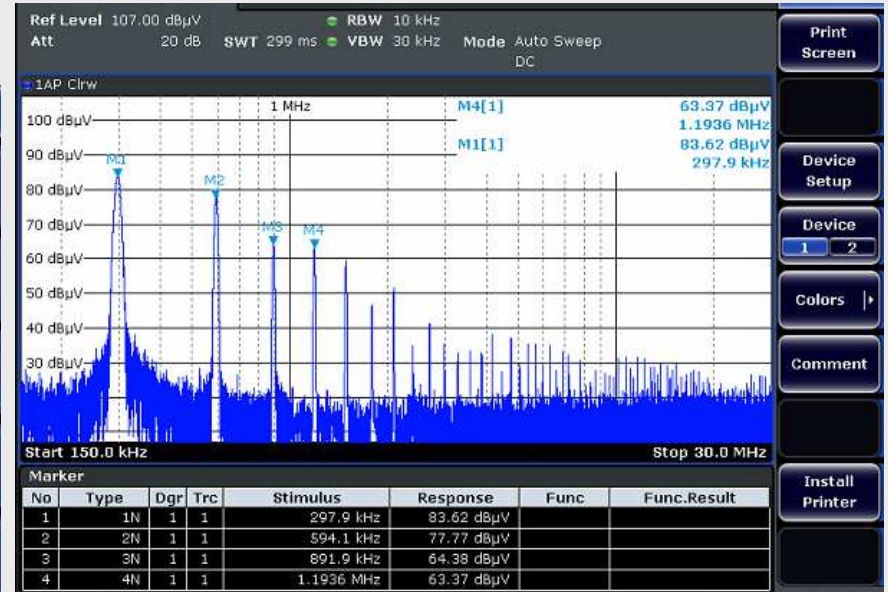 Ref Level 107.00 dBµV RBW 10 kHz
Att 20 dB SWT 299 ms VBW 30 kHz Mode Auto Sweep
DC
1AP Clrw
1 MHz
M4[1] 63.37 dBµV
1.1936 MHz
M1[1] 83.62 dBµV
297.9 kHz
100 dBµV
90 dBµV
80 dBµV
70 dBµV
60 dBµV
50 dBµV
40 dBµV
30 dBµV
M1
M2
M3
M4
Start 150.0 kHz Stop 30.0 MHz
Marker
No Type Dgr Trc Stimulus Response Func Func.Result
1 1N 1 1 297.9 kHz 83.62 dBµV
2 2N 1 1 594.1 kHz 77.77 dBµV
3 3N 1 1 891.9 kHz 64.38 dBµV
4 4N 1 1 1.1936 MHz 63.37 dBµV
Print
Screen
Device
Setup
Device
1 2
Colors
Comment
Install
Printer